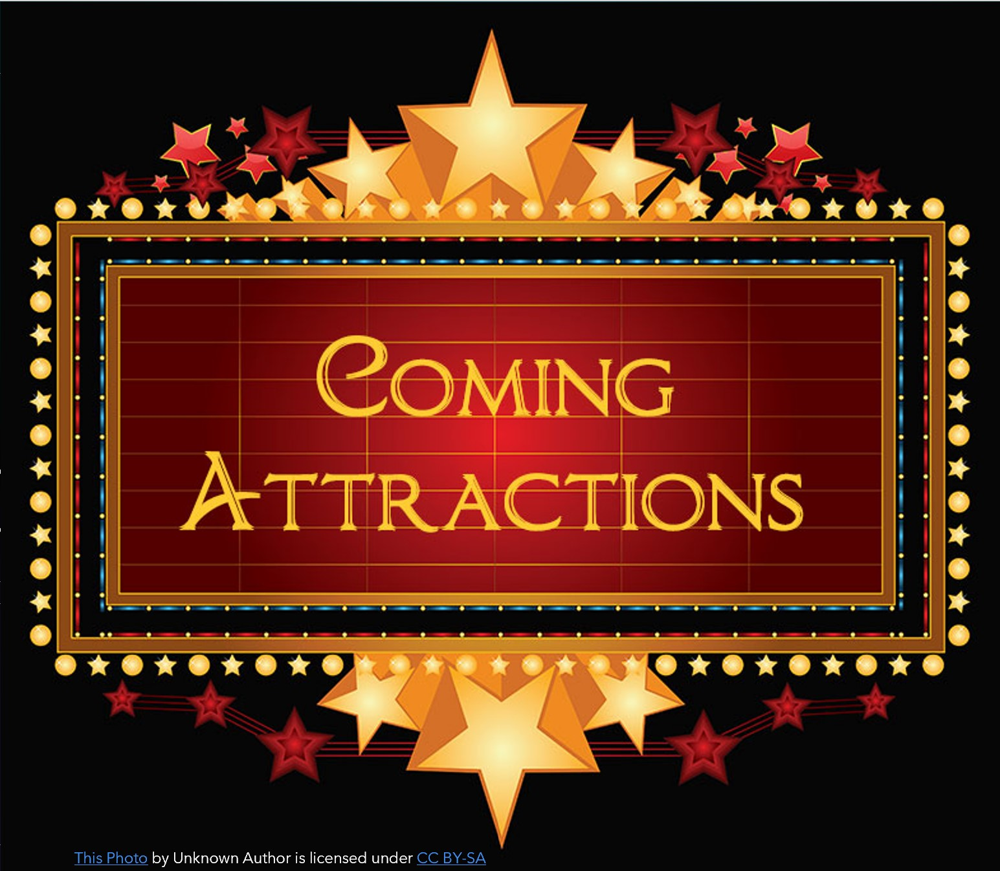 Coming
Attractions
This Photo by Unknown Author is licensed under CC BY-SA